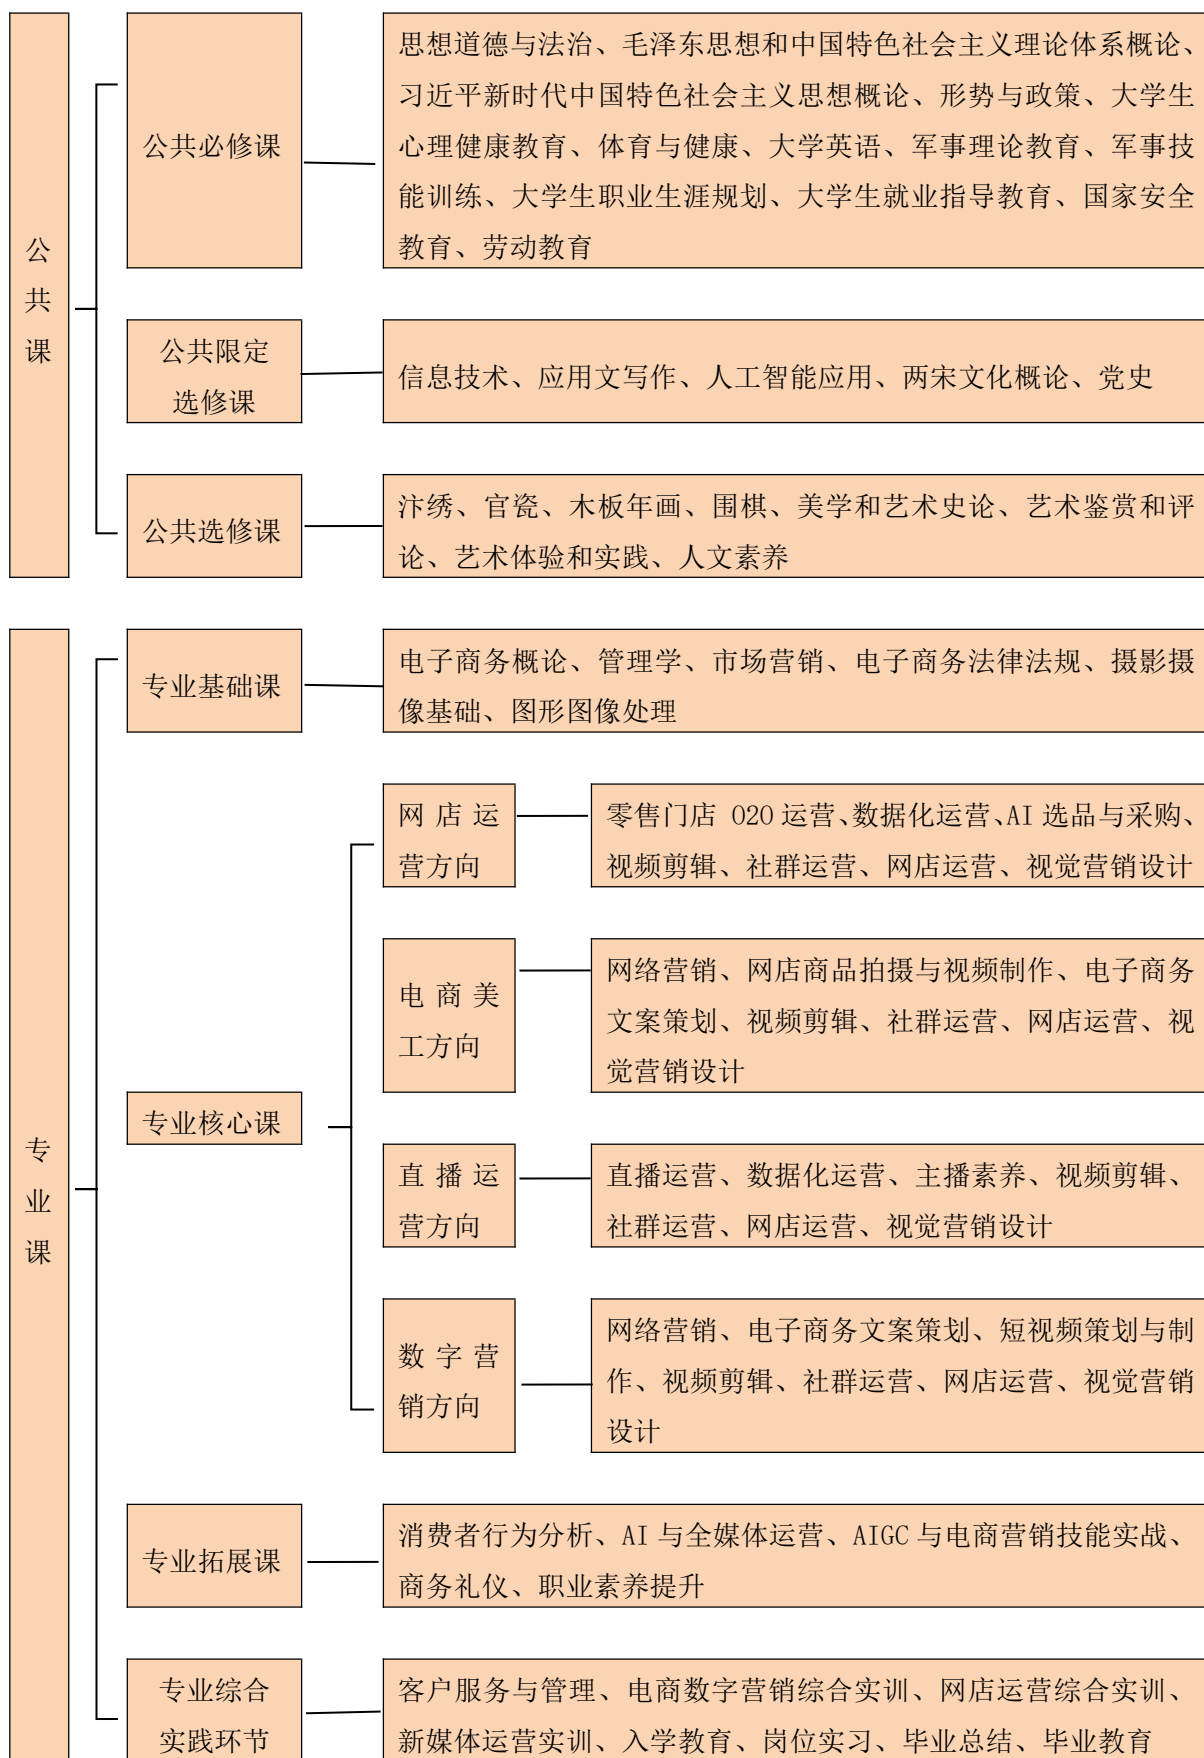 公
共
课
公共必修课
思想道德与法治、毛泽东思想和中国特色社会主义理论体系概论、
习近平新时代中国特色社会主义思想概论、形势与政策、大学生
心理健康教育、体育与健康、大学英语、军事理论教育、军事技
能训练、大学生职业生涯规划、大学生就业指导教育、国家安全
教育、劳动教育
公共限定
选修课
信息技术、应用文写作、人工智能应用、两宋文化概论、党史
公共选修课
汴绣、官瓷、木板年画、围棋、美学和艺术史论、艺术鉴赏和评
论、艺术体验和实践、人文素养
专
业
课
专业基础课
电子商务概论、管理学、市场营销、电子商务法律法规、摄影摄
像基础、图形图像处理
专业核心课
网店运
营方向
零售门店 O2O 运营、数据化运营、AI 选品与采购、
视频剪辑、社群运营、网店运营、视觉营销设计
电商美
工方向
网络营销、网店商品拍摄与视频制作、电子商务
文案策划、视频剪辑、社群运营、网店运营、视
觉营销设计
直播运
营方向
直播运营、数据化运营、主播素养、视频剪辑、
社群运营、网店运营、视觉营销设计
数字营
销方向
网络营销、电子商务文案策划、短视频策划与制
作、视频剪辑、社群运营、网店运营、视觉营销
设计
专业拓展课
消费者行为分析、AI 与全媒体运营、AIGC 与电商营销技能实战、
商务礼仪、职业素养提升
专业综合
实践环节
客户服务与管理、电商数字营销综合实训、网店运营综合实训、
新媒体运营实训、入学教育、岗位实习、毕业总结、毕业教育